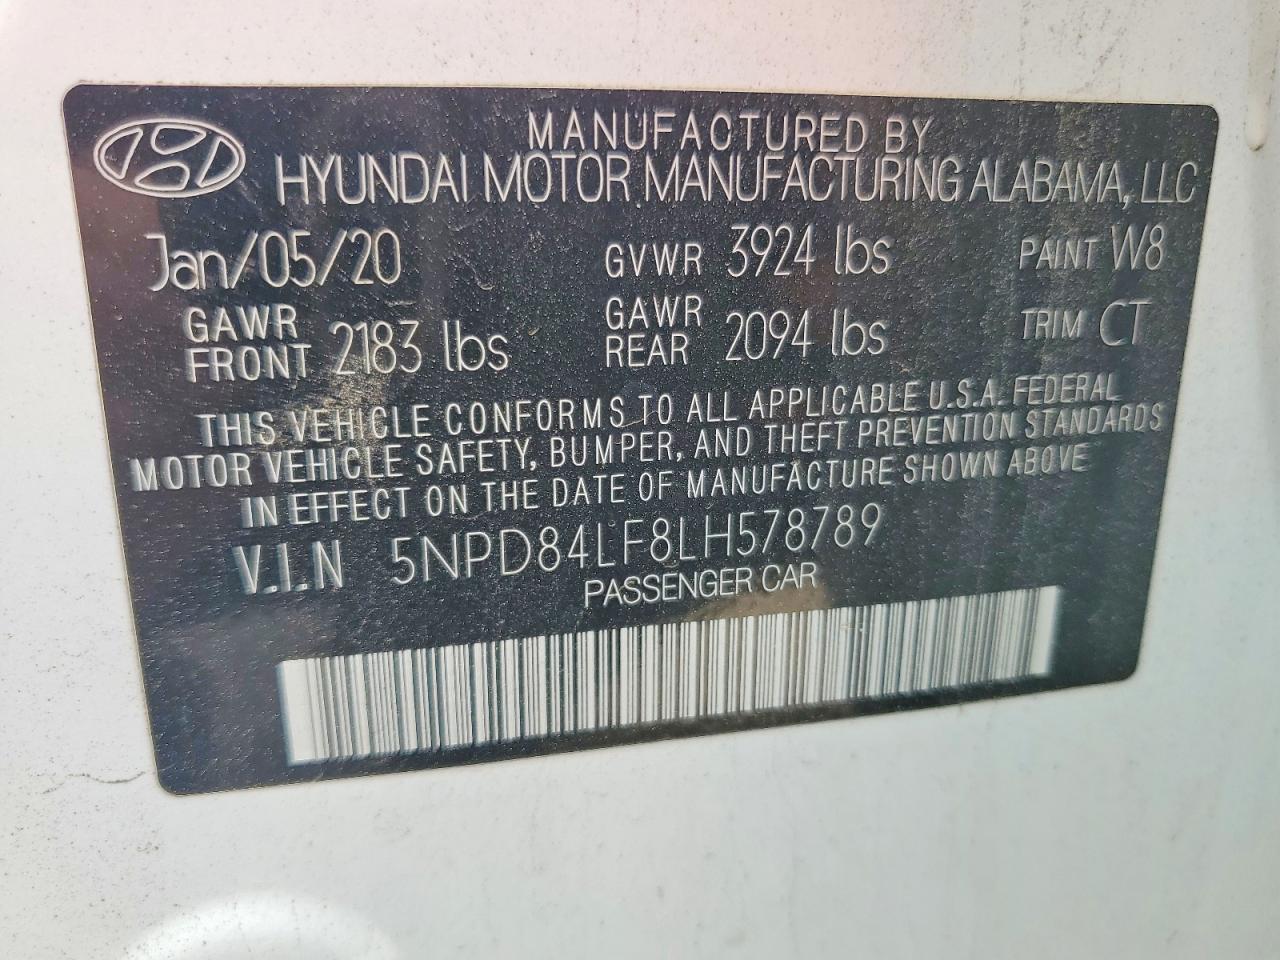 MANUFACTURED BY
HYUNDAI MOTOR MANUFACTURING ALABAMA, LLC
Jan/05/20 GVWR 3924 lbs PAINT W8
GAWR FRONT 2183 lbs GAWR REAR 2094 lbs TRIM CT
THIS VEHICLE CONFORMS TO ALL APPLICABLE U.S.A. FEDERAL
MOTOR VEHICLE SAFETY, BUMPER, AND THEFT PREVENTION STANDARDS
IN EFFECT ON THE DATE OF MANUFACTURE SHOWN ABOVE
V.I.N 5NPD84LF8LH578789
PASSENGER CAR